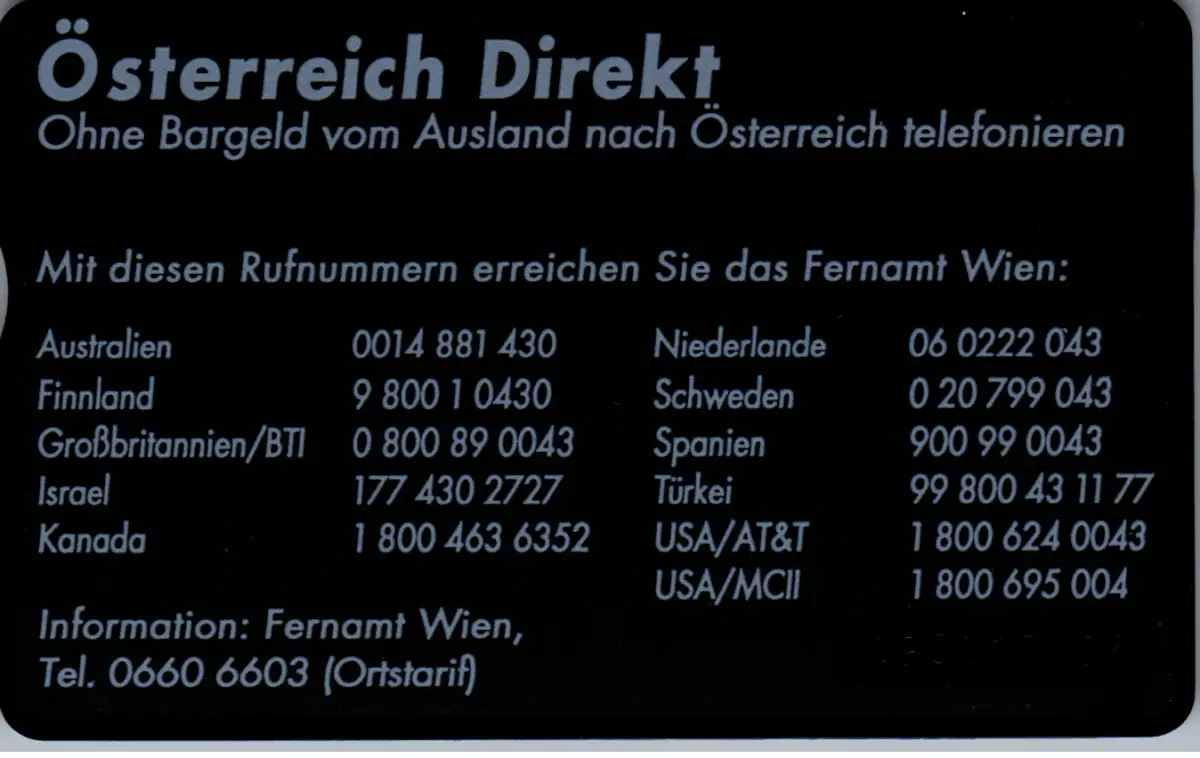 Österreich Direkt
Ohne Bargeld vom Ausland nach Österreich telefonieren
Mit diesen Rufnummern erreichen Sie das Fernamt Wien:
Australien 0014 881 430
Finnland 9 800 1 0430
Großbritannien/BTI 0 800 89 0043
Israel 177 430 2727
Kanada 1 800 463 6352
Niederlande 06 0222 043
Schweden 0 20 799 043
Spanien 900 99 0043
Türkei 99 800 43 11 77
USA/AT&T 1 800 624 0043
USA/MCII 1 800 695 004
Information: Fernamt Wien,
Tel. 0660 6603 (Ortstarif)